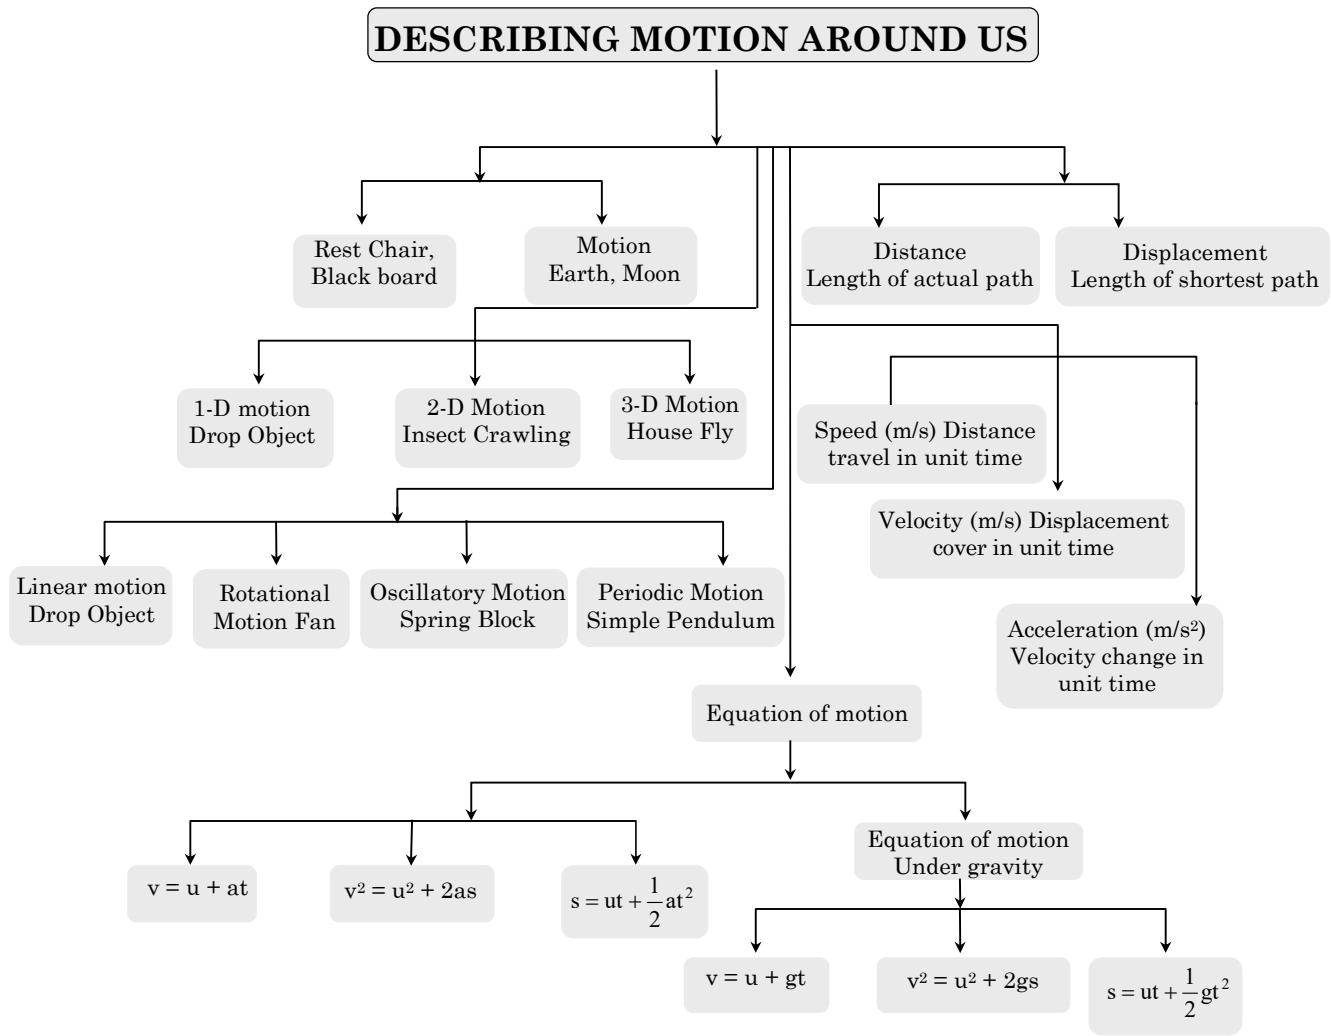 DESCRIBING MOTION AROUND US
Rest Chair,
Black board
Motion
Earth, Moon
Distance
Length of actual path
Displacement
Length of shortest path
1-D motion
Drop Object
2-D Motion
Insect Crawling
3-D Motion
House Fly
Speed (m/s) Distance
travel in unit time
Velocity (m/s) Displacement
cover in unit time
Linear motion
Drop Object
Rotational
Motion Fan
Oscillatory Motion
Spring Block
Periodic Motion
Simple Pendulum
Acceleration (m/s²)
Velocity change in
unit time
Equation of motion
v = u + at
v² = u² + 2as
s = ut + 1/2 at²
Equation of motion
Under gravity
v = u + gt
v² = u² + 2gs
s = ut + 1/2 gt²